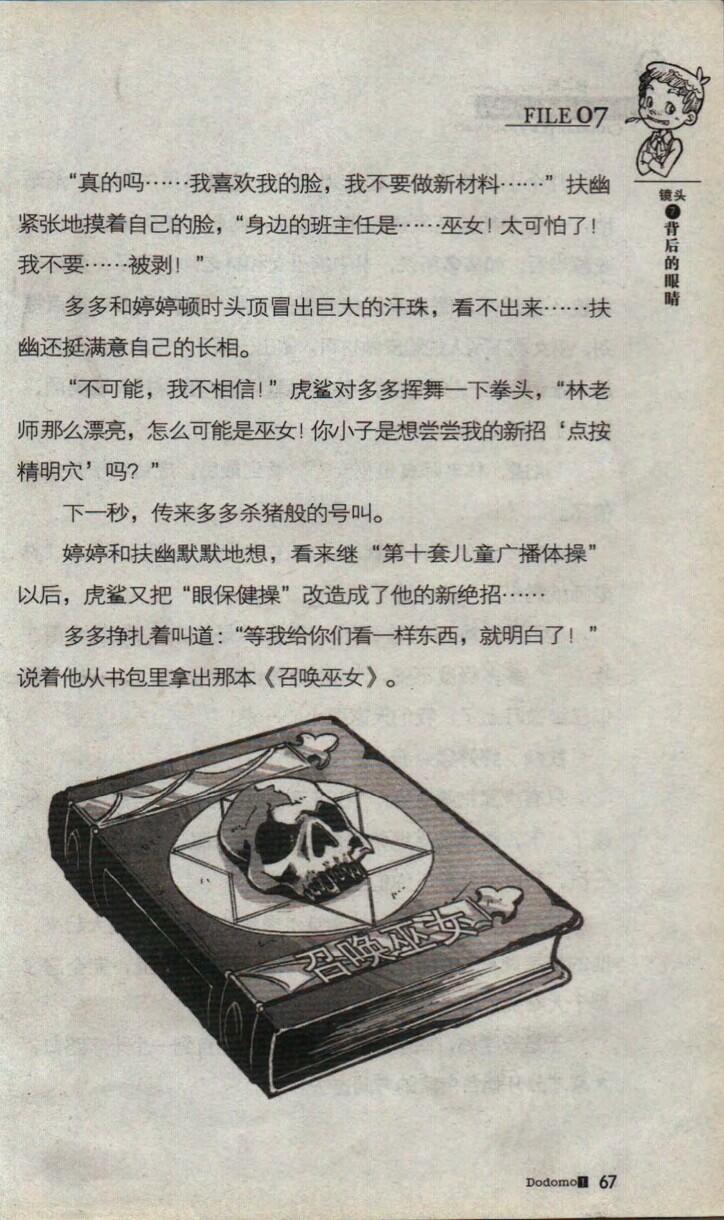 FILE 07
镜头
7
背后的眼睛
“真的吗……我喜欢我的脸，我不要做新材料……”扶幽
紧张地摸着自己的脸，“身边的班主任是……巫女！太可怕了！
我不要……被剥！”
多多和婷婷顿时头顶冒出巨大的汗珠，看不出来……扶
幽还挺满意自己的长相。
“不可能，我不相信！”虎鲨对多多挥舞一下拳头，“林老
师那么漂亮，怎么可能是巫女！你小子是想尝尝我的新招‘点按
精明穴’吗？”
下一秒，传来多多杀猪般的号叫。
婷婷和扶幽默默地想，看来继“第十套儿童广播体操”
以后，虎鲨又把“眼保健操”改造成了他的新绝招……
多多挣扎着叫道：“等我给你们看一样东西，就明白了！”
说着他从书包里拿出那本《召唤巫女》。
召唤巫女
Dodomo 1 67